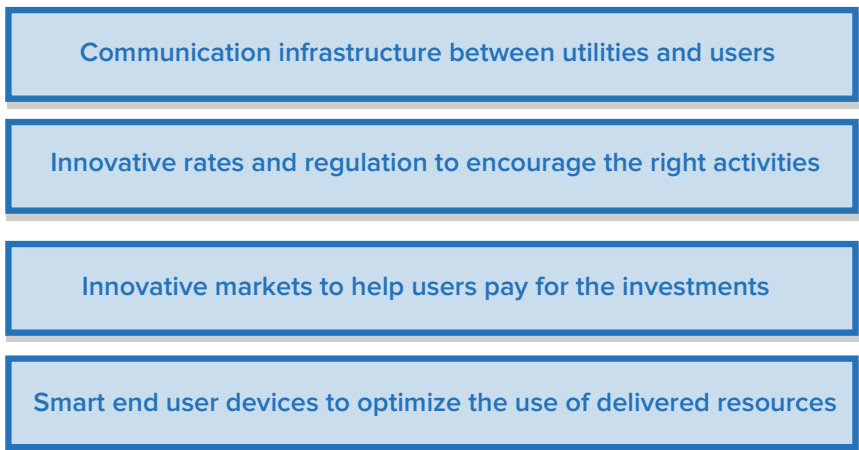 Communication infrastructure between utilities and users
Innovative rates and regulation to encourage the right activities
Innovative markets to help users pay for the investments
Smart end user devices to optimize the use of delivered resources